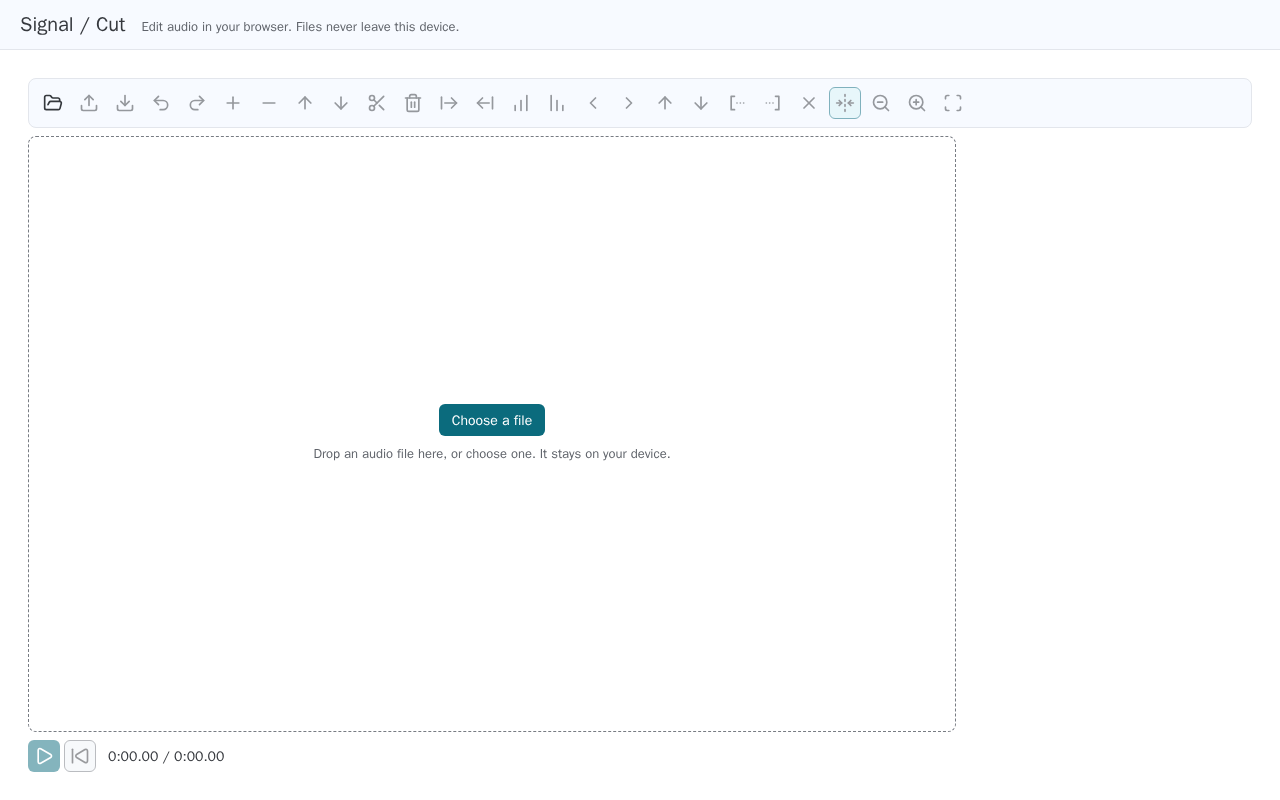 Signal / Cut
Edit audio in your browser. Files never leave this device.
Choose a file
Drop an audio file here, or choose one. It stays on your device.
0:00.00 / 0:00.00